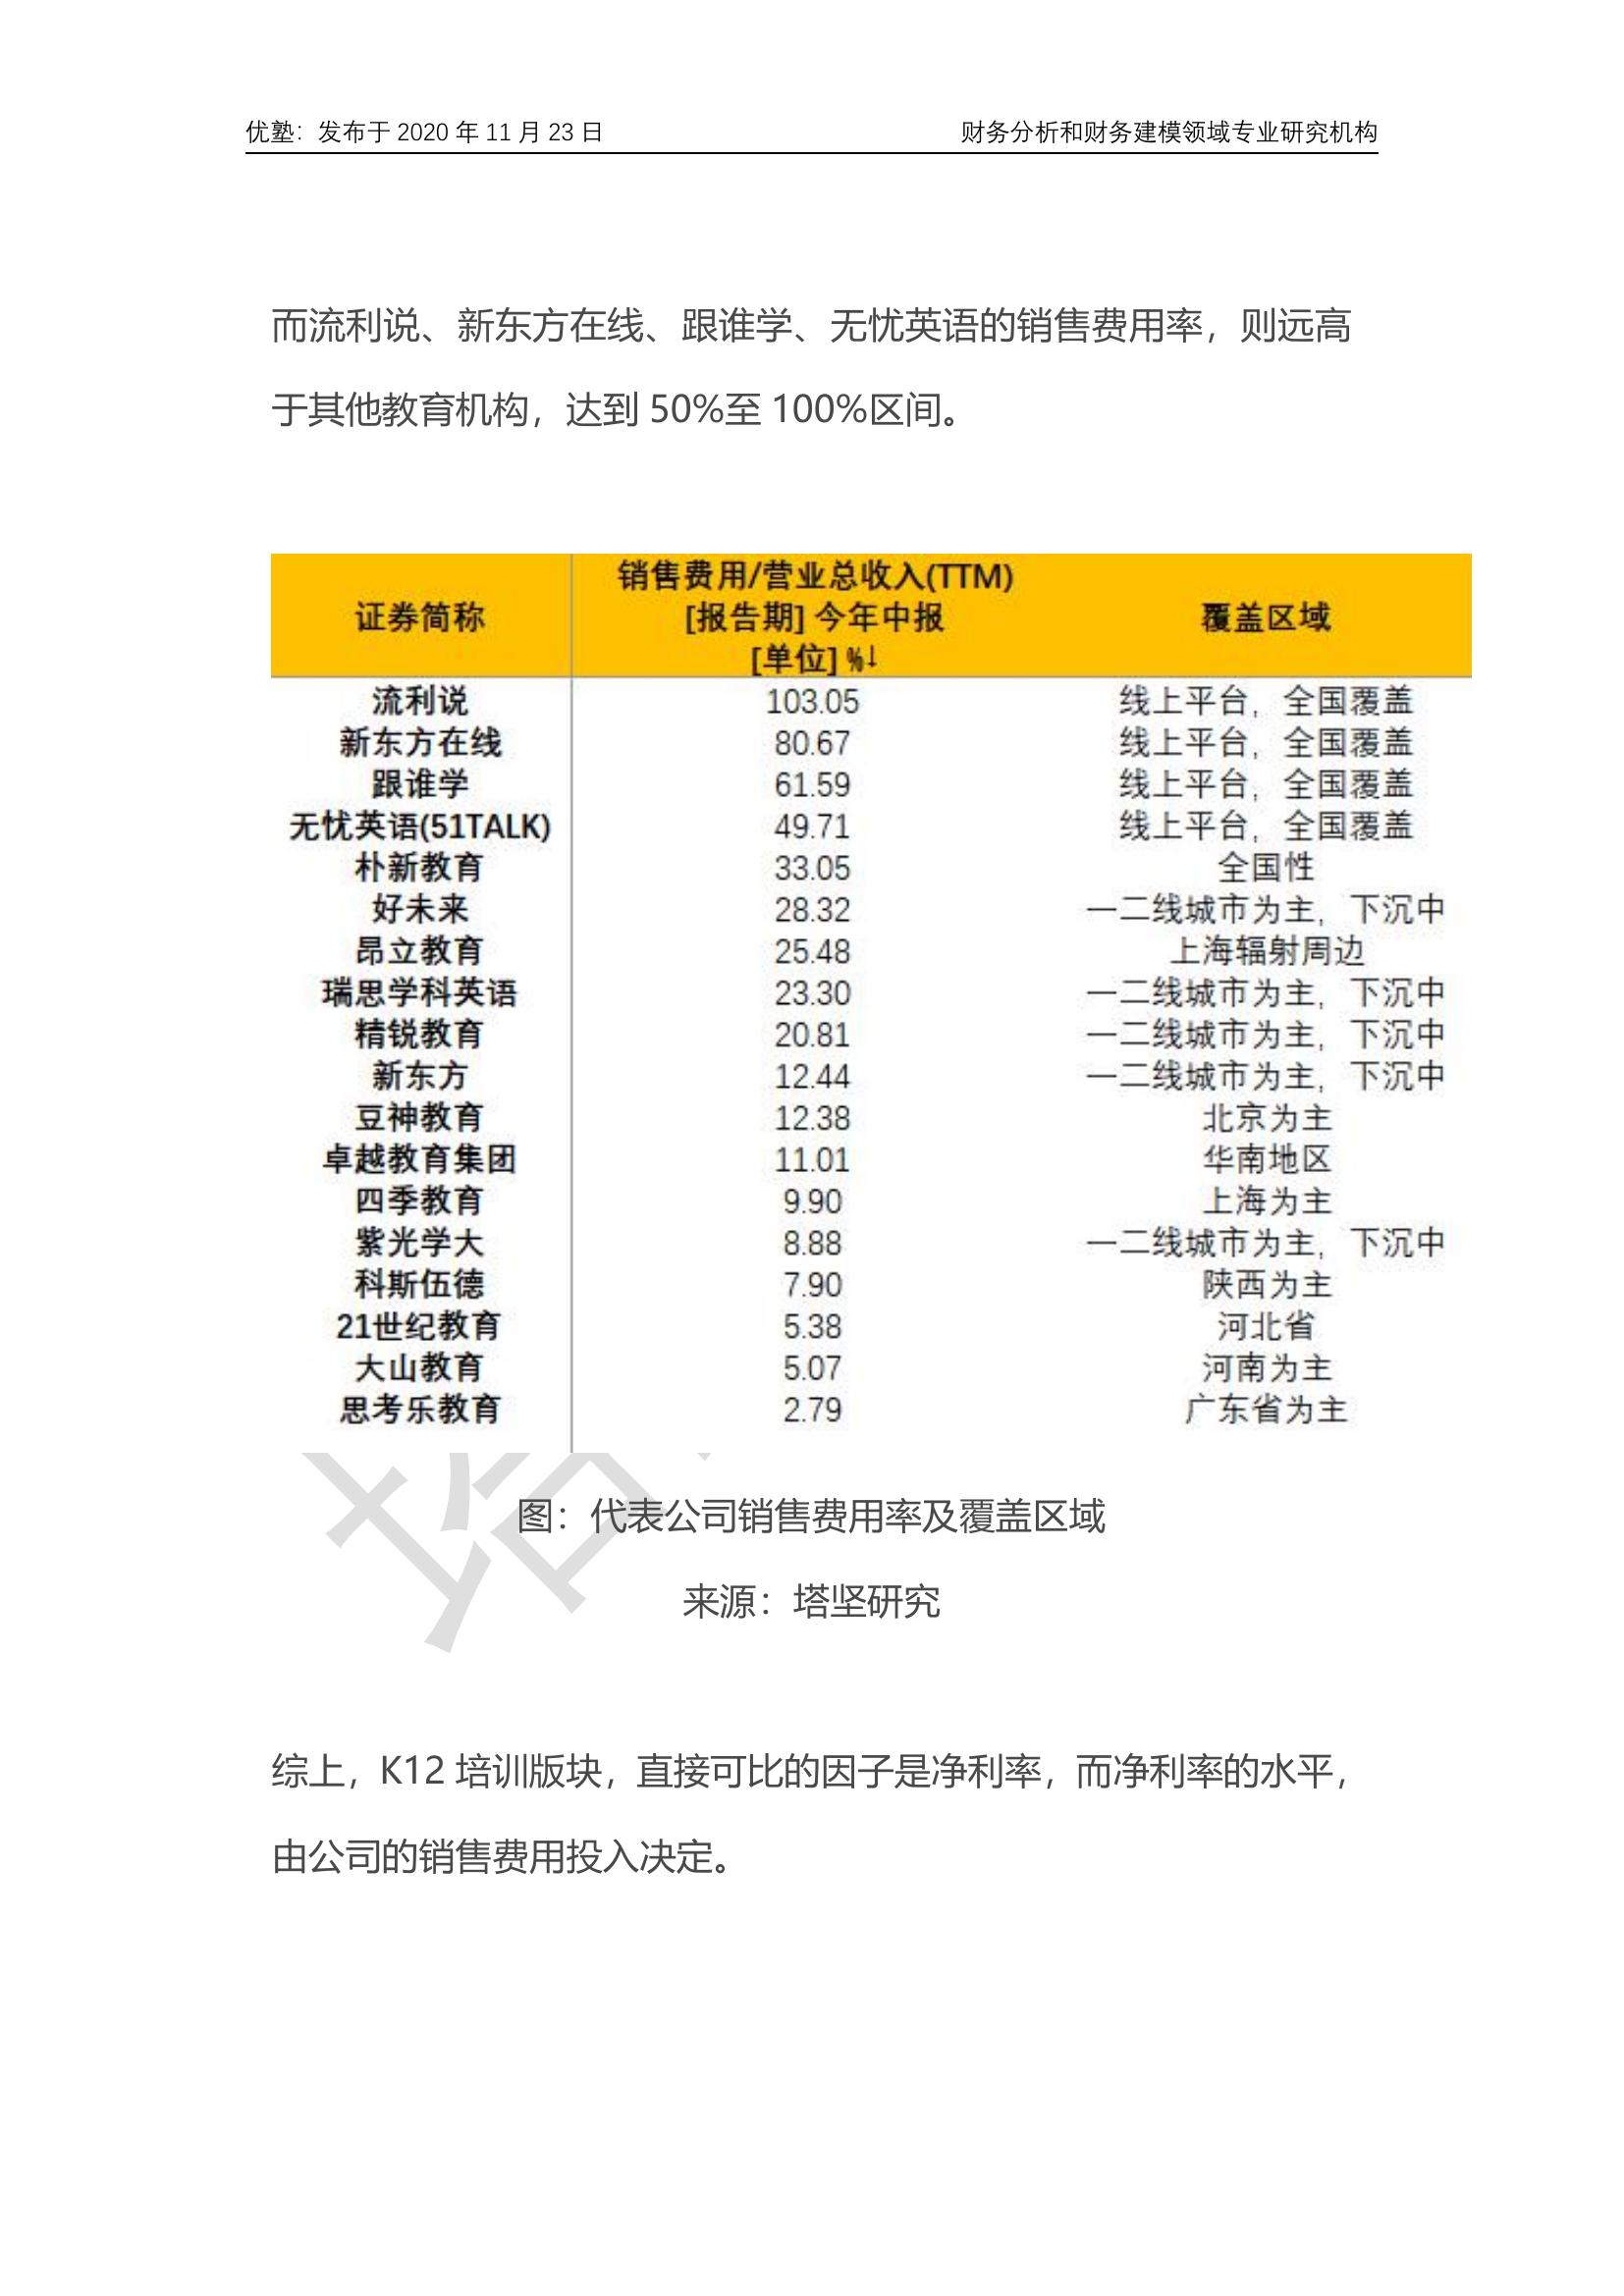 优塾：发布于 2020 年 11 月 23 日 财务分析和财务建模领域专业研究机构
而流利说、新东方在线、跟谁学、无忧英语的销售费用率，则远高
于其他教育机构，达到 50%至 100%区间。
证券简称 销售费用/营业总收入(TTM) [报告期] 今年中报 [单位] %↓ 覆盖区域
流利说 103.05 线上平台，全国覆盖
新东方在线 80.67 线上平台，全国覆盖
跟谁学 61.59 线上平台，全国覆盖
无忧英语(51TALK) 49.71 线上平台，全国覆盖
朴新教育 33.05 全国性
好未来 28.32 一二线城市为主，下沉中
昂立教育 25.48 上海辐射周边
瑞思学科英语 23.30 一二线城市为主，下沉中
精锐教育 20.81 一二线城市为主，下沉中
新东方 12.44 一二线城市为主，下沉中
豆神教育 12.38 北京为主
卓越教育集团 11.01 华南地区
四季教育 9.90 上海为主
紫光学大 8.88 一二线城市为主，下沉中
科斯伍德 7.90 陕西为主
21世纪教育 5.38 河北省
大山教育 5.07 河南为主
思考乐教育 2.79 广东省为主
图：代表公司销售费用率及覆盖区域
来源：塔坚研究
综上，K12 培训版块，直接可比的因子是净利率，而净利率的水平，
由公司的销售费用投入决定。